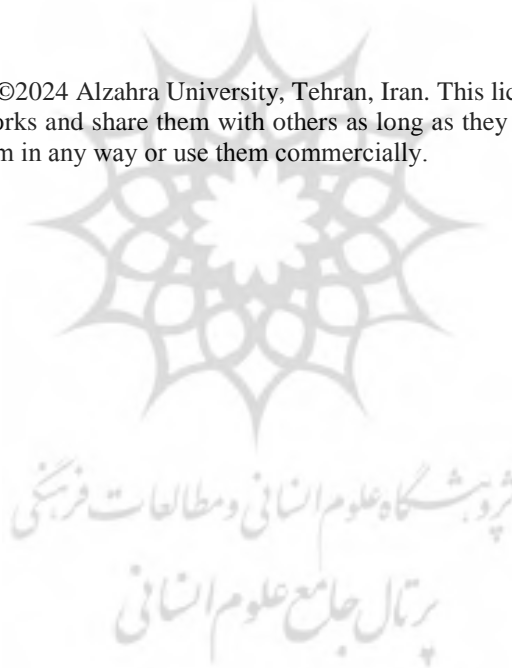 ©2024 Alzahra University, Tehran, Iran. This lic
orks and share them with others as long as they
m in any way or use them commercially.
پژوهشگاه علوم انسانی و مطالعات فرهنگی
پرتال جامع علوم انسانی